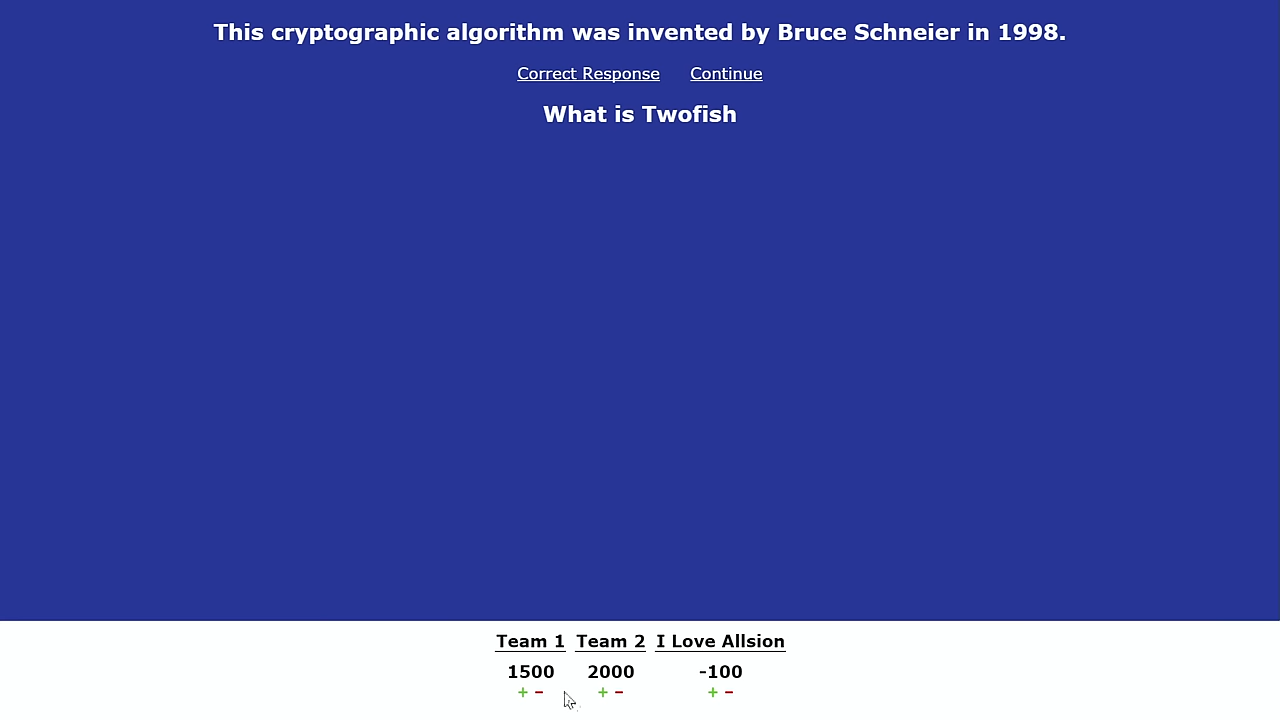 This cryptographic algorithm was invented by Bruce Schneier in 1998.
Correct Response Continue
What is Twofish
Team 1 Team 2 I Love Allsion
1500 2000 -100
+ - + - + -